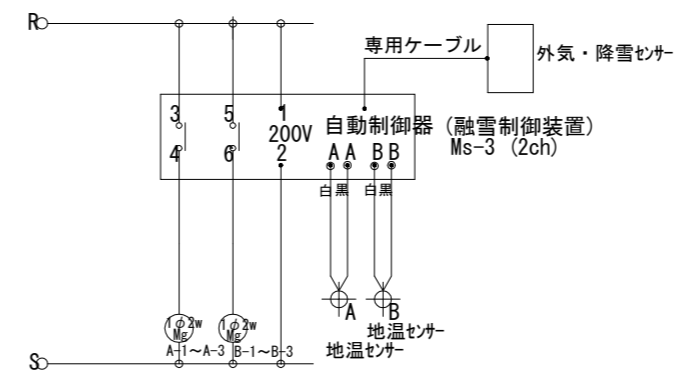 R
専用ケーブル
外気・降雪センサー
3 5 1
200V
自動制御器 (融雪制御装置)
Ms-3 (2ch)
4 6 2
A A B B
白 黒 白 黒
A B
地温センサー
地温センサー
1φ2w
Mg
1φ2w
Mg
A-1～A-3 B-1～B-3
S